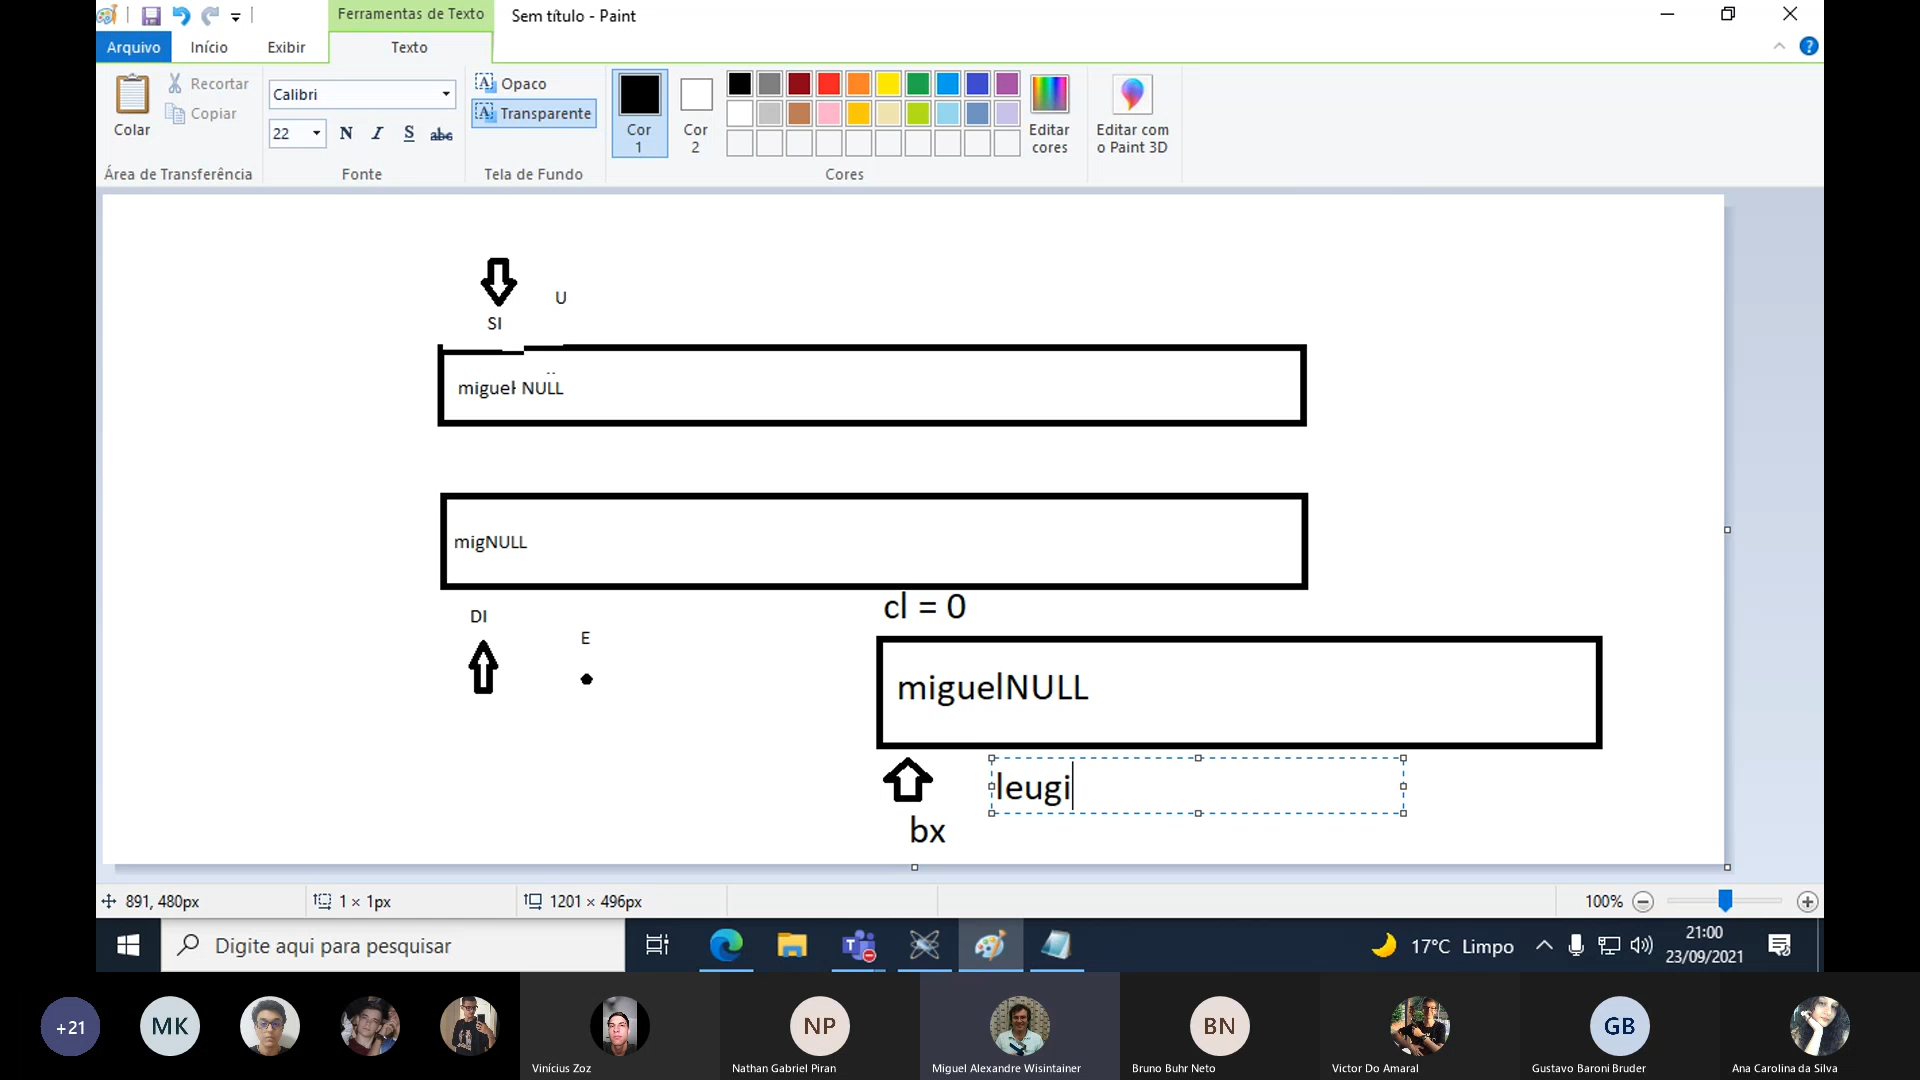 Ferramentas de Texto
Sem título - Paint
Arquivo
Início
Exibir
Texto
Colar
Recortar
Copiar
Área de Transferência
Calibri
22
N
I
S
abc
Fonte
Opaco
Transparente
Tela de Fundo
Cor
1
Cor
2
Editar
cores
Cores
Editar com
o Paint 3D
U
SI
miguel NULL
migNULL
DI
E
cl = 0
miguelNULL
leugi
bx
891, 480px
1 × 1px
1201 × 496px
100%
Digite aqui para pesquisar
17°C Limpo
21:00
23/09/2021
+21
MK
Vinícius Zoz
NP
Nathan Gabriel Piran
Miguel Alexandre Wisintainer
BN
Bruno Buhr Neto
Victor Do Amaral
GB
Gustavo Baroni Bruder
Ana Carolina da Silva